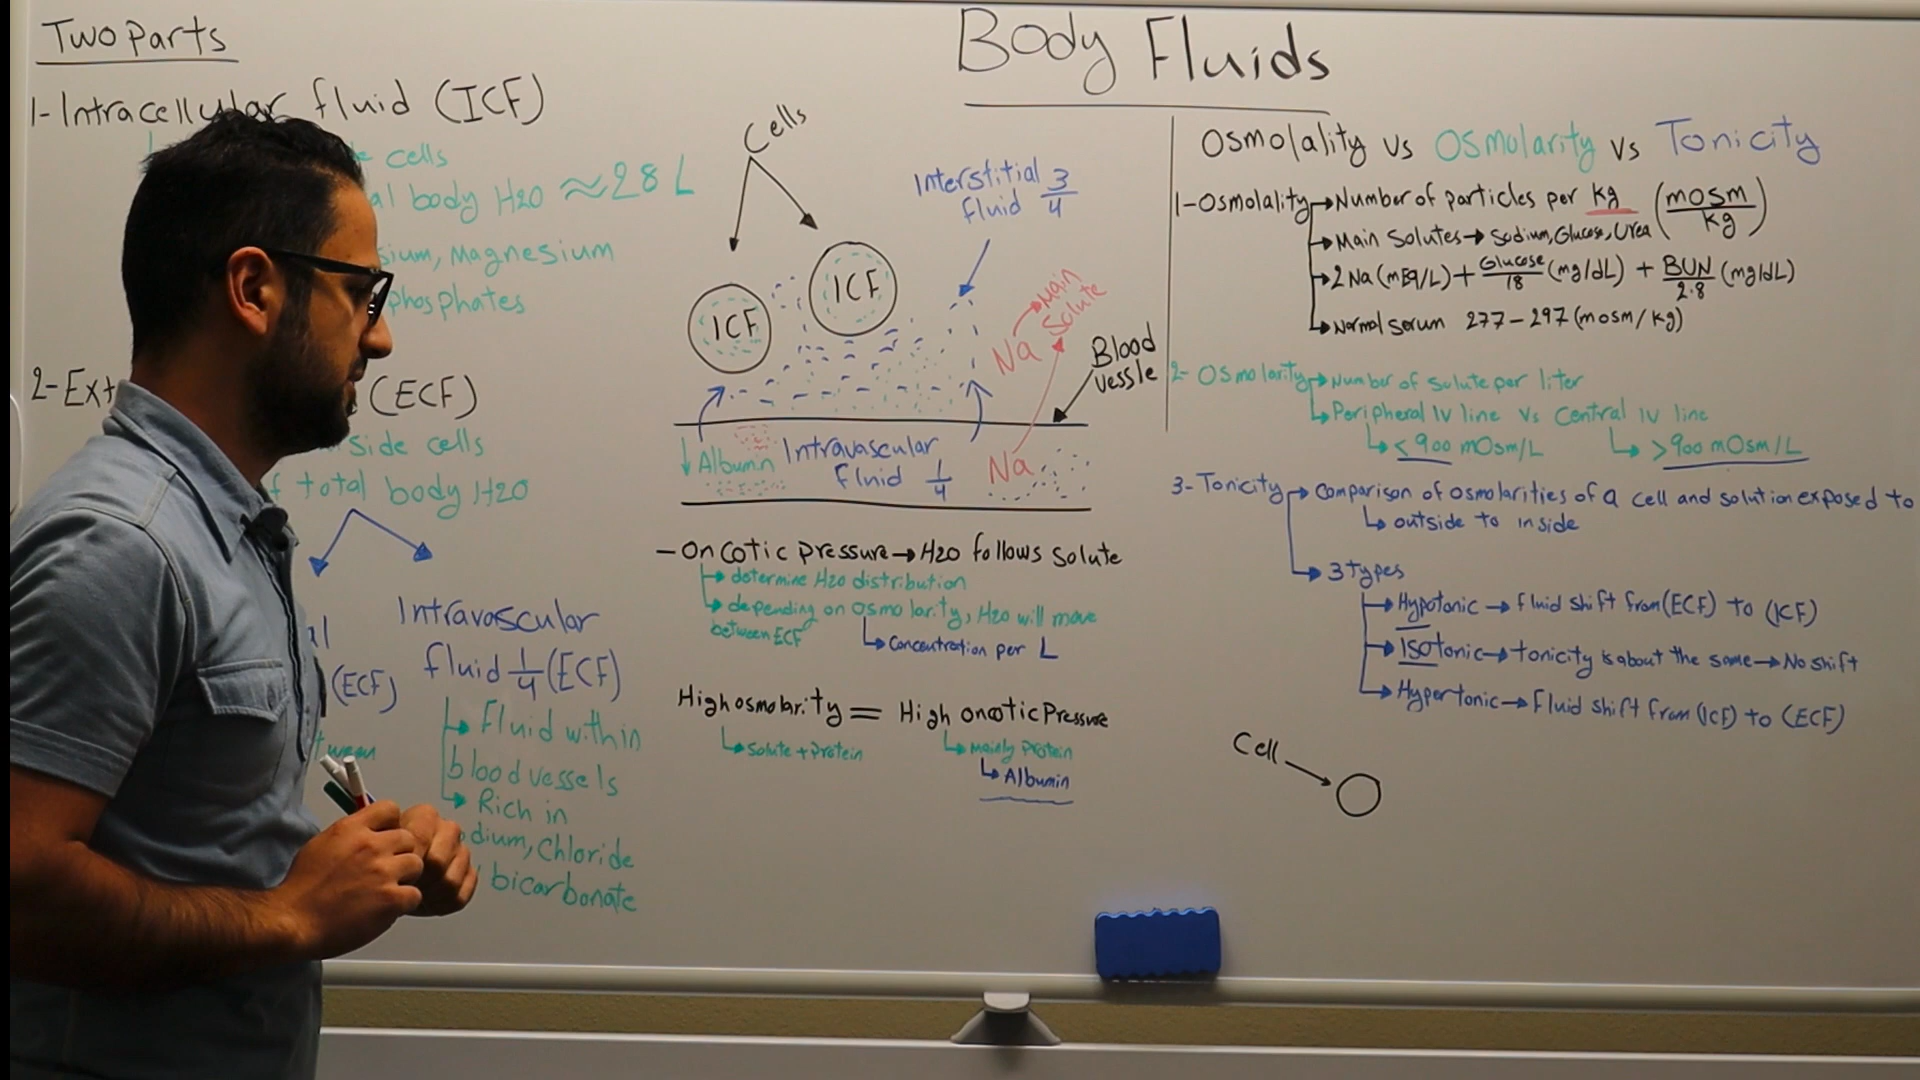 Body Fluids
Two parts
1-Intracellular fluid (ICF)
cells
body H2O ≈28 L
Magnesium
phosphates
(ECF)
side cells
total body H2O
(ECF)
Intravascular
fluid 1/4 (ECF)
Fluid within
blood vessels
Rich in
Chloride
bicarbonate
Cells
Interstitial 3/4
fluid
ICF
ICF
Na → Main
Solute
Blood
vessle
↓ Albumn
Intravascular
Fluid 1/4
Na
- Oncotic pressure → H2O follows solute
determine H2O distribution
depending on osmolarity, H2O will move
between ECF
Concentration per L
High osmolarity = High oncotic Pressure
Solute + Protein
Mainly Protein
Albumin
Osmolality vs Osmularity vs Tonicity
1-Osmolality → Number of particles per kg (mosm/kg)
Main Solutes → Sodium, Glucose, Urea
2 Na (mEq/L) + Glucose/18 (mg/dL) + BUN/2.8 (mg/dL)
Normal serum 277-297 (mosm/kg)
2- Osmolarity → Number of solute per liter
Peripheral IV line vs central IV line
<900 mOsm/L
>900 mOsm/L
3-Tonicity → Comparison of osmolarities of a cell and solution exposed to
outside to inside
3 types
Hypotonic → fluid shift from (ECF) to (ICF)
Isotonic → tonicity is about the same → No shift
Hypertonic → Fluid shift from (ICF) to (ECF)
Cell